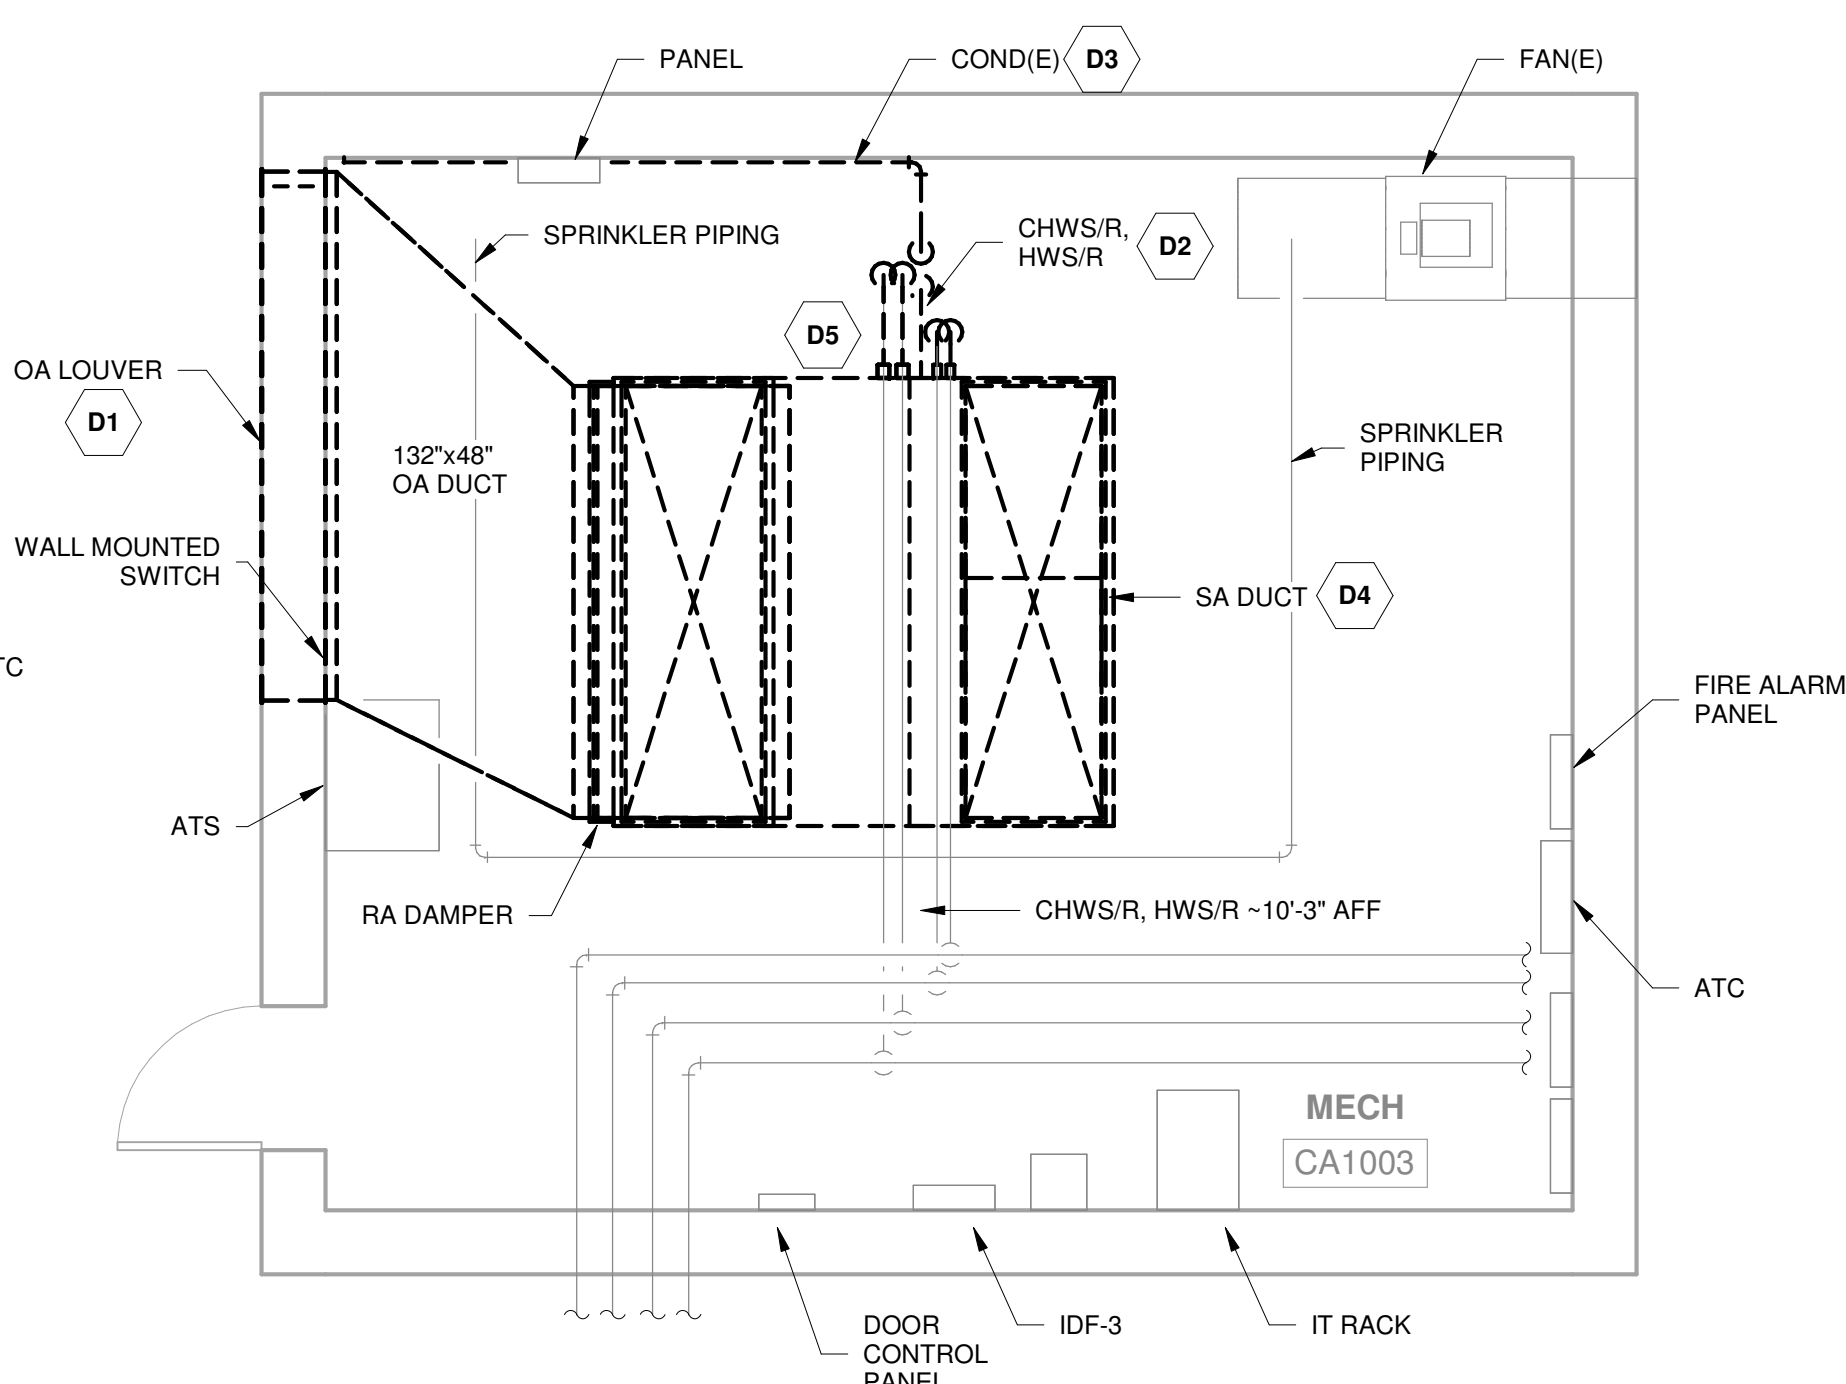 PANEL
COND(E)
D3
FAN(E)
SPRINKLER PIPING
CHWS/R,
HWS/R
D2
D5
OA LOUVER
D1
132"x48"
OA DUCT
SPRINKLER
PIPING
WALL MOUNTED
SWITCH
SA DUCT
D4
TC
FIRE ALARM
PANEL
ATS
RA DAMPER
CHWS/R, HWS/R ~10'-3" AFF
ATC
MECH
CA1003
DOOR
CONTROL
PANEL
IDF-3
IT RACK